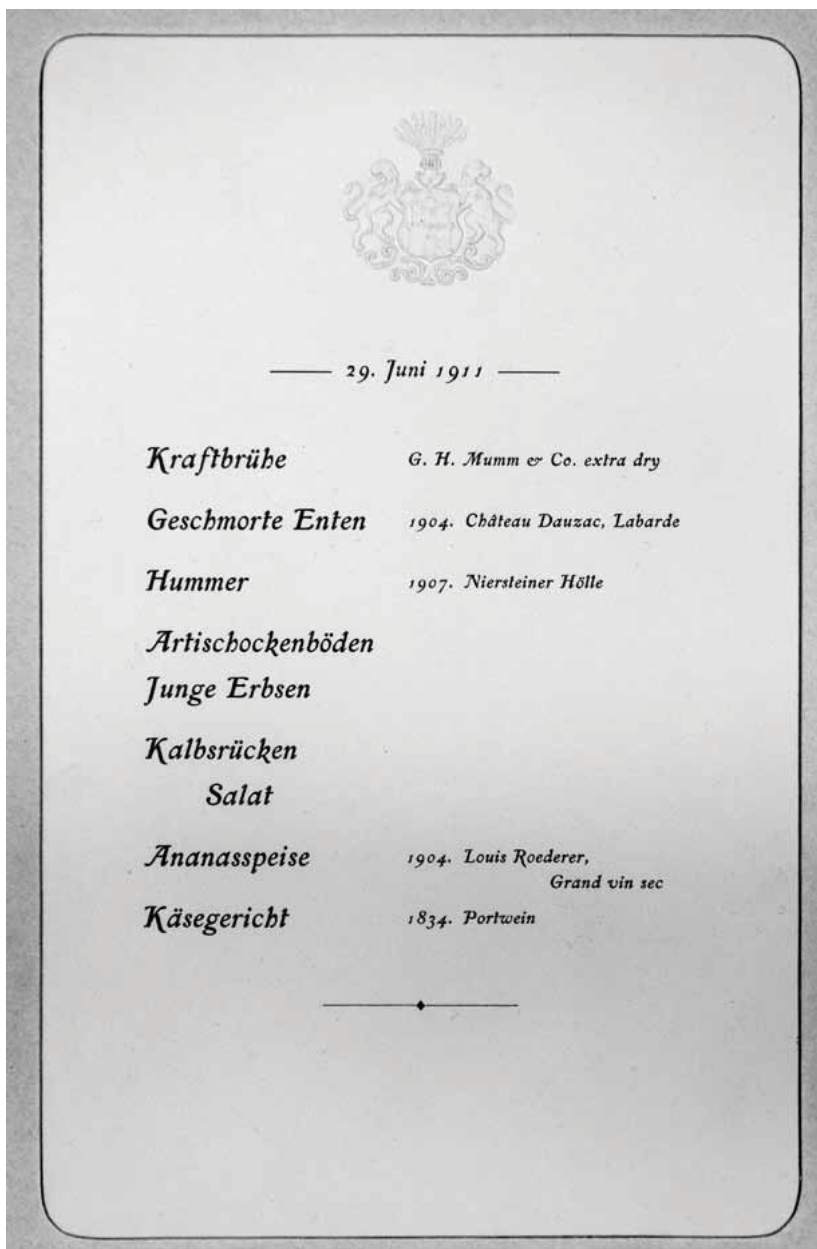 29. Juni 1911
Kraftbrühe G. H. Mumm & Co. extra dry
Geschmorte Enten 1904. Château Dauzac, Labarde
Hummer 1907. Niersteiner Hölle
Artischockenböden
Junge Erbsen
Kalbsrücken
Salat
Ananasspeise 1904. Louis Roederer,
Grand vin sec
Käsegericht 1834. Portwein